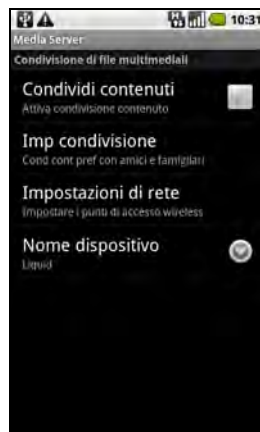 10:31
Media Server
Condivisione di file multimediali
Condividi contenuti
Attiva condivisione contenuto
Imp condivisione
Cond cont pref con amici e famigliari
Impostazioni di rete
Impostare i punti di accesso wireless
Nome dispositivo
Liquid